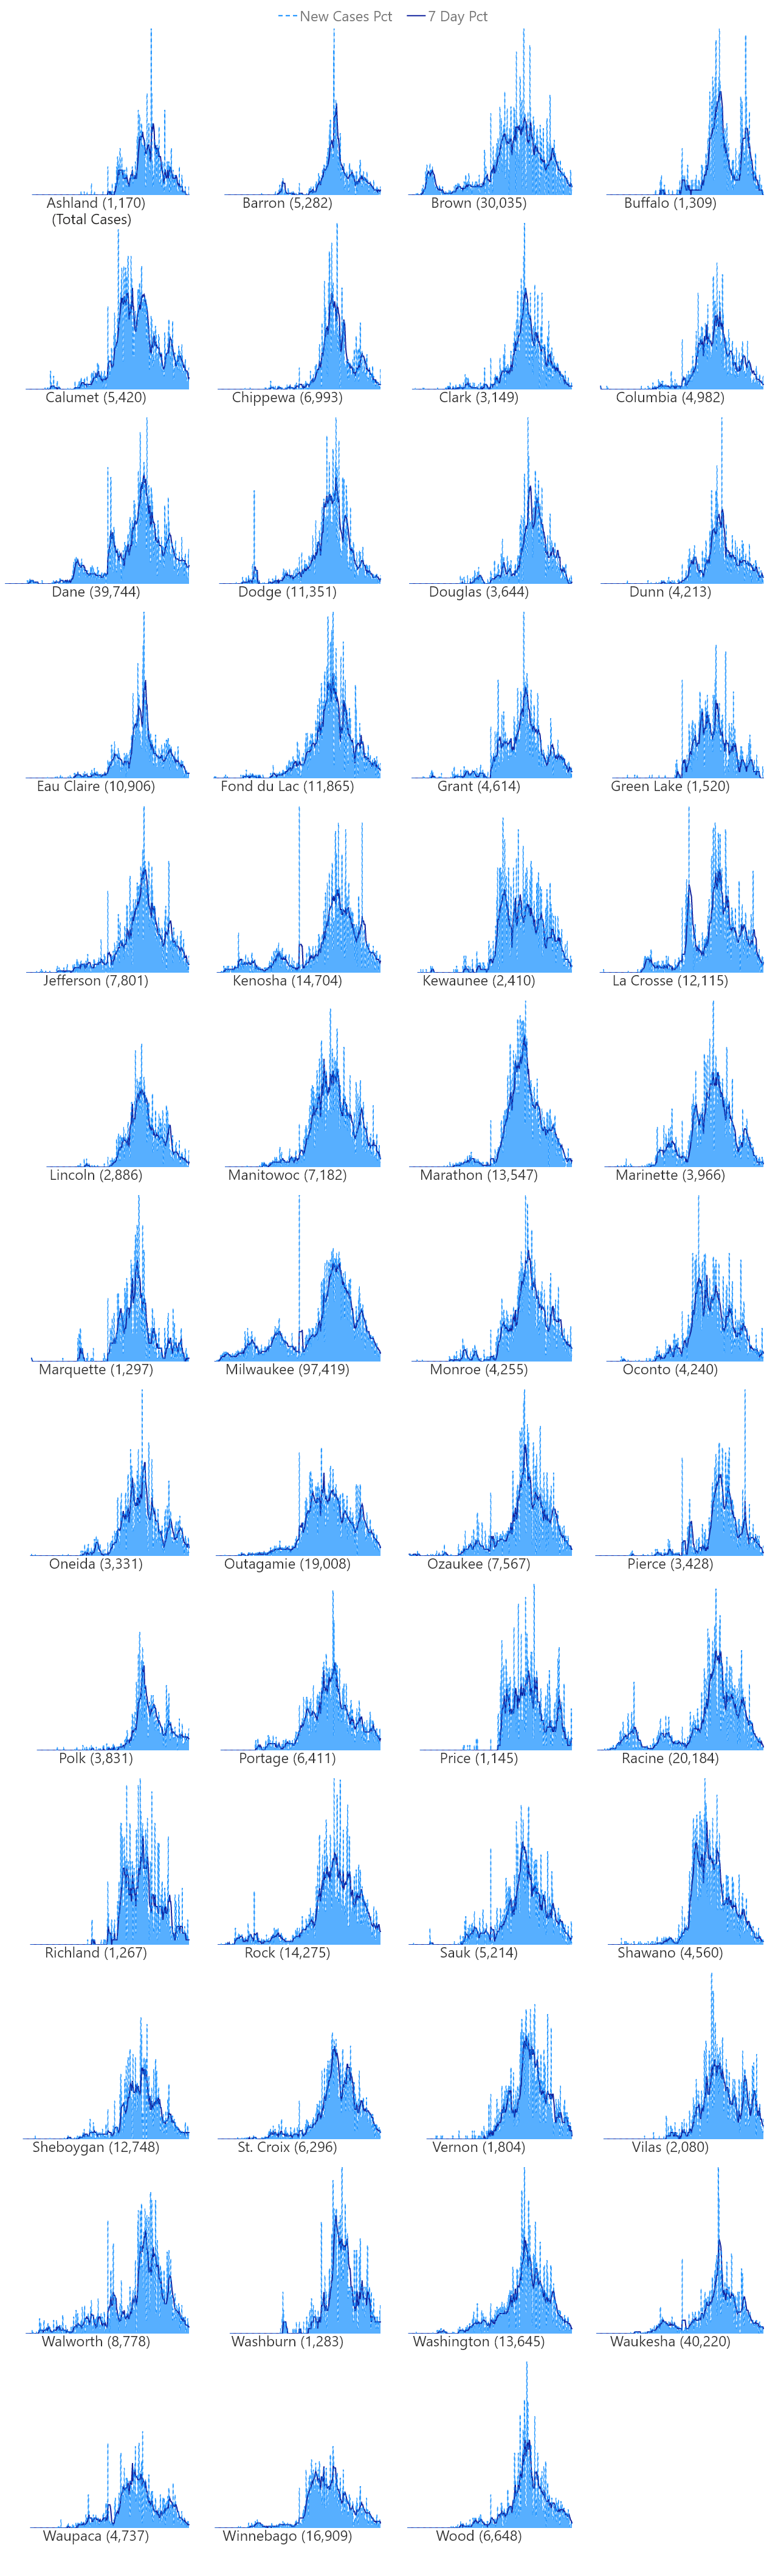 New Cases Pct 7 Day Pct
Ashland (1,170) Barron (5,282) Brown (30,035) Buffalo (1,309)
(Total Cases)
Calumet (5,420) Chippewa (6,993) Clark (3,149) Columbia (4,982)
Dane (39,744) Dodge (11,351) Douglas (3,644) Dunn (4,213)
Eau Claire (10,906) Fond du Lac (11,865) Grant (4,614) Green Lake (1,520)
Jefferson (7,801) Kenosha (14,704) Kewaunee (2,410) La Crosse (12,115)
Lincoln (2,886) Manitowoc (7,182) Marathon (13,547) Marinette (3,966)
Marquette (1,297) Milwaukee (97,419) Monroe (4,255) Oconto (4,240)
Oneida (3,331) Outagamie (19,008) Ozaukee (7,567) Pierce (3,428)
Polk (3,831) Portage (6,411) Price (1,145) Racine (20,184)
Richland (1,267) Rock (14,275) Sauk (5,214) Shawano (4,560)
Sheboygan (12,748) St. Croix (6,296) Vernon (1,804) Vilas (2,080)
Walworth (8,778) Washburn (1,283) Washington (13,645) Waukesha (40,220)
Waupaca (4,737) Winnebago (16,909) Wood (6,648)